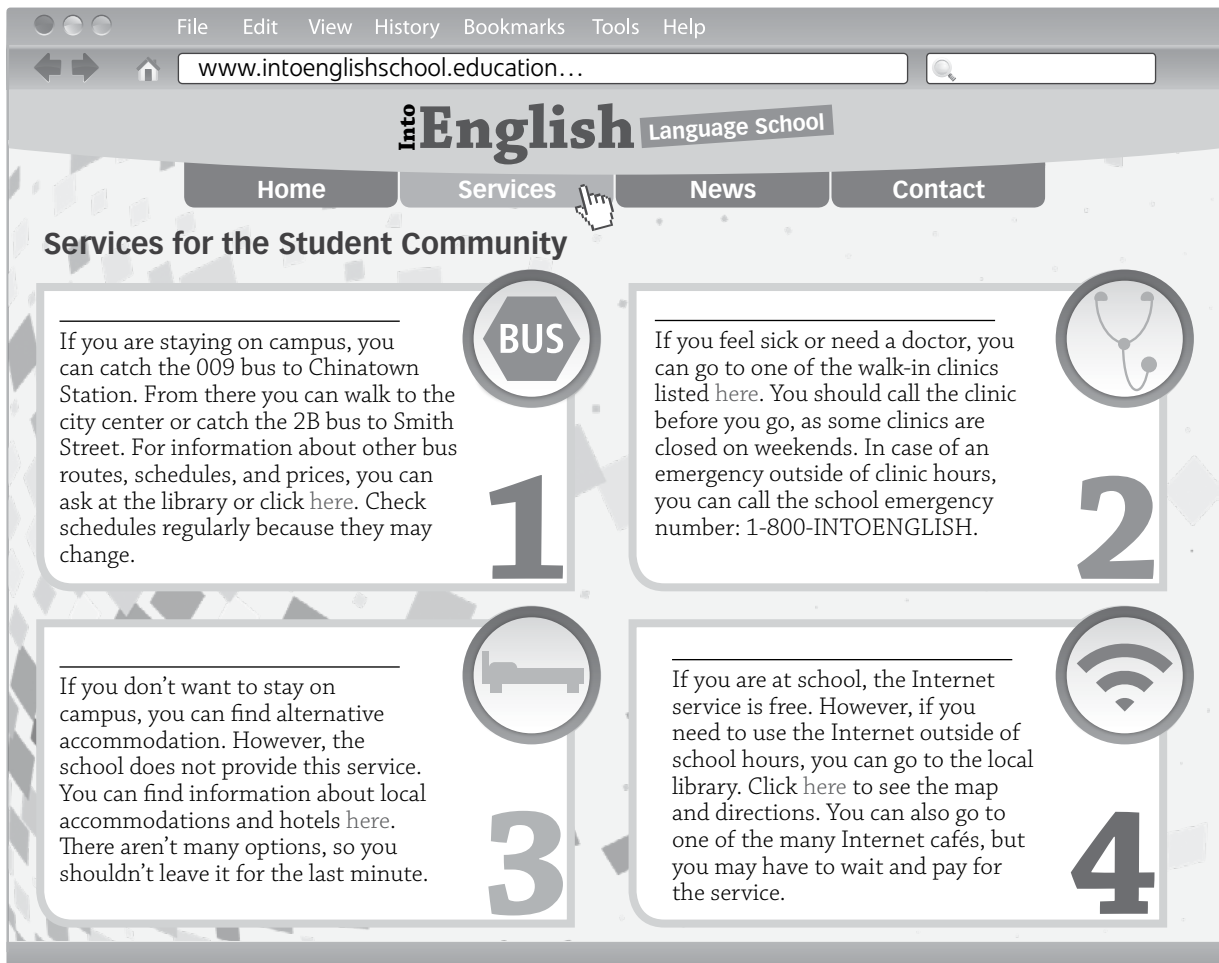 File Edit View History Bookmarks Tools Help
www.intoenglishschool.education…
Into English Language School
Home Services News Contact
Services for the Student Community
BUS
If you are staying on campus, you
can catch the 009 bus to Chinatown
Station. From there you can walk to the
city center or catch the 2B bus to Smith
Street. For information about other bus
routes, schedules, and prices, you can
ask at the library or click here. Check
schedules regularly because they may
change.
1
If you feel sick or need a doctor, you
can go to one of the walk-in clinics
listed here. You should call the clinic
before you go, as some clinics are
closed on weekends. In case of an
emergency outside of clinic hours,
you can call the school emergency
number: 1-800-INTOENGLISH.
2
If you don’t want to stay on
campus, you can find alternative
accommodation. However, the
school does not provide this service.
You can find information about local
accommodations and hotels here.
There aren’t many options, so you
shouldn’t leave it for the last minute.
3
If you are at school, the Internet
service is free. However, if you
need to use the Internet outside of
school hours, you can go to the local
library. Click here to see the map
and directions. You can also go to
one of the many Internet cafés, but
you may have to wait and pay for
the service.
4